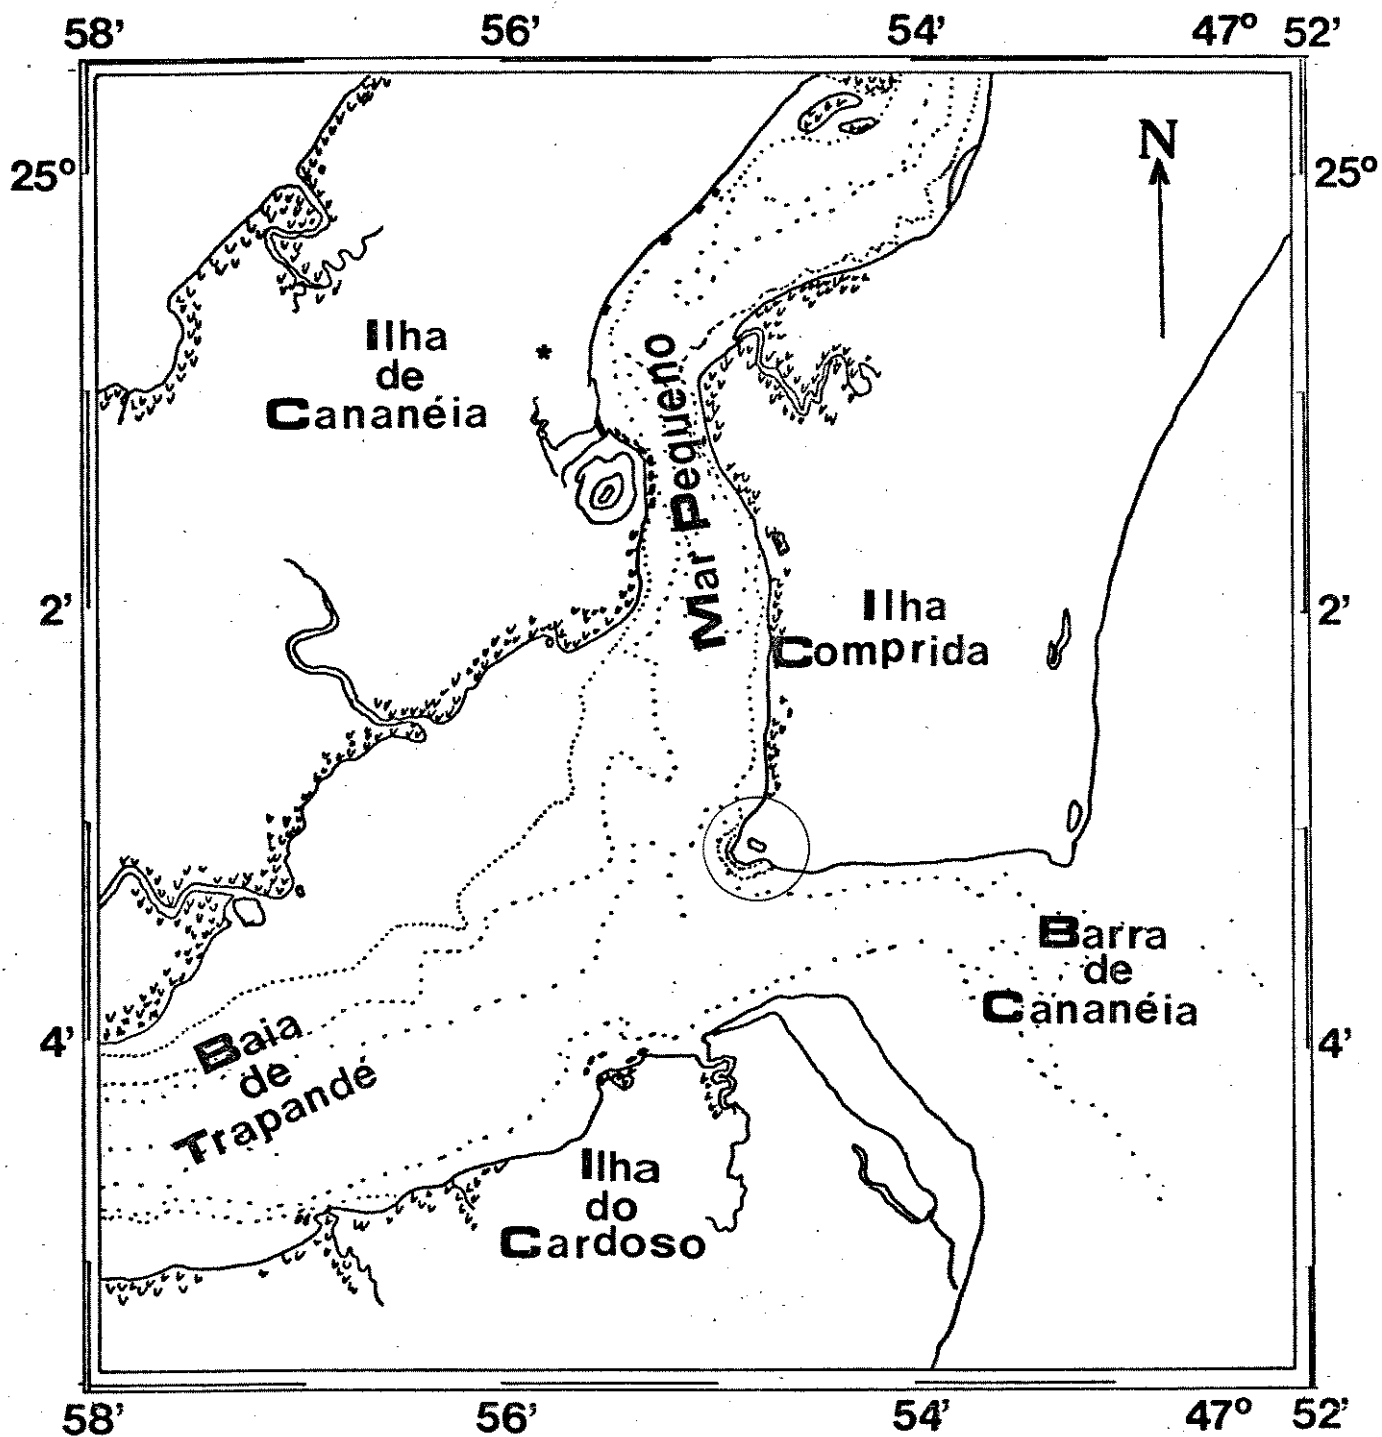 58' 56' 54' 47º 52'
N
25º 25º
Ilha
de
Cananéia
Mar Pequeno
2' 2'
Ilha
Comprida
Barra
de
Cananéia
4' 4'
Baia
de
Trapandé
Ilha
do
Cardoso
58' 56' 54' 47º 52'